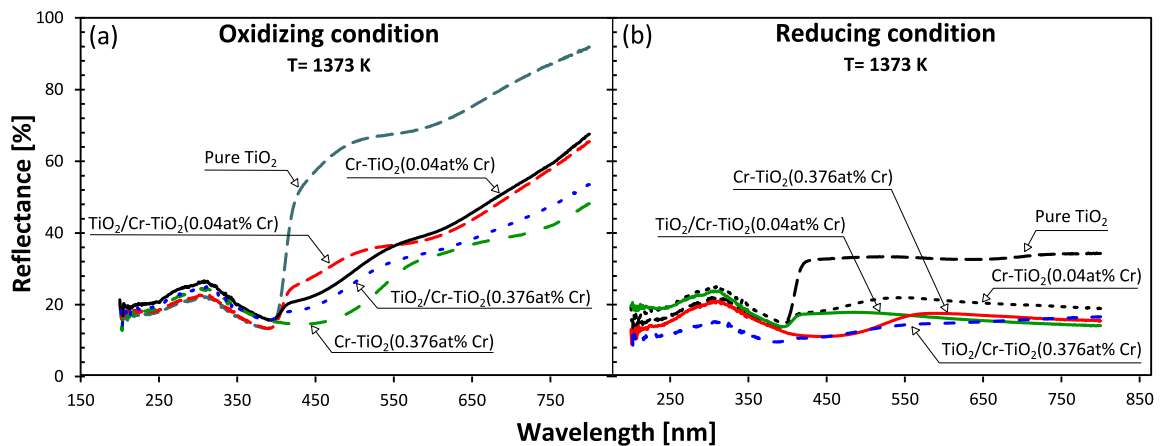 (a)
Oxidizing condition
T= 1373 K
(b)
Reducing condition
T= 1373 K
Reflectance [%]
100
80
60
40
20
0
Pure TiO₂
Cr-TiO₂(0.04at% Cr)
TiO₂/Cr-TiO₂(0.04at% Cr)
TiO₂/Cr-TiO₂(0.376at% Cr)
Cr-TiO₂(0.376at% Cr)
Cr-TiO₂(0.376at% Cr)
TiO₂/Cr-TiO₂(0.04at% Cr)
Pure TiO₂
Cr-TiO₂(0.04at% Cr)
TiO₂/Cr-TiO₂(0.376at% Cr)
150 250 350 450 550 650 750
150 250 350 450 550 650 750 850
Wavelength [nm]